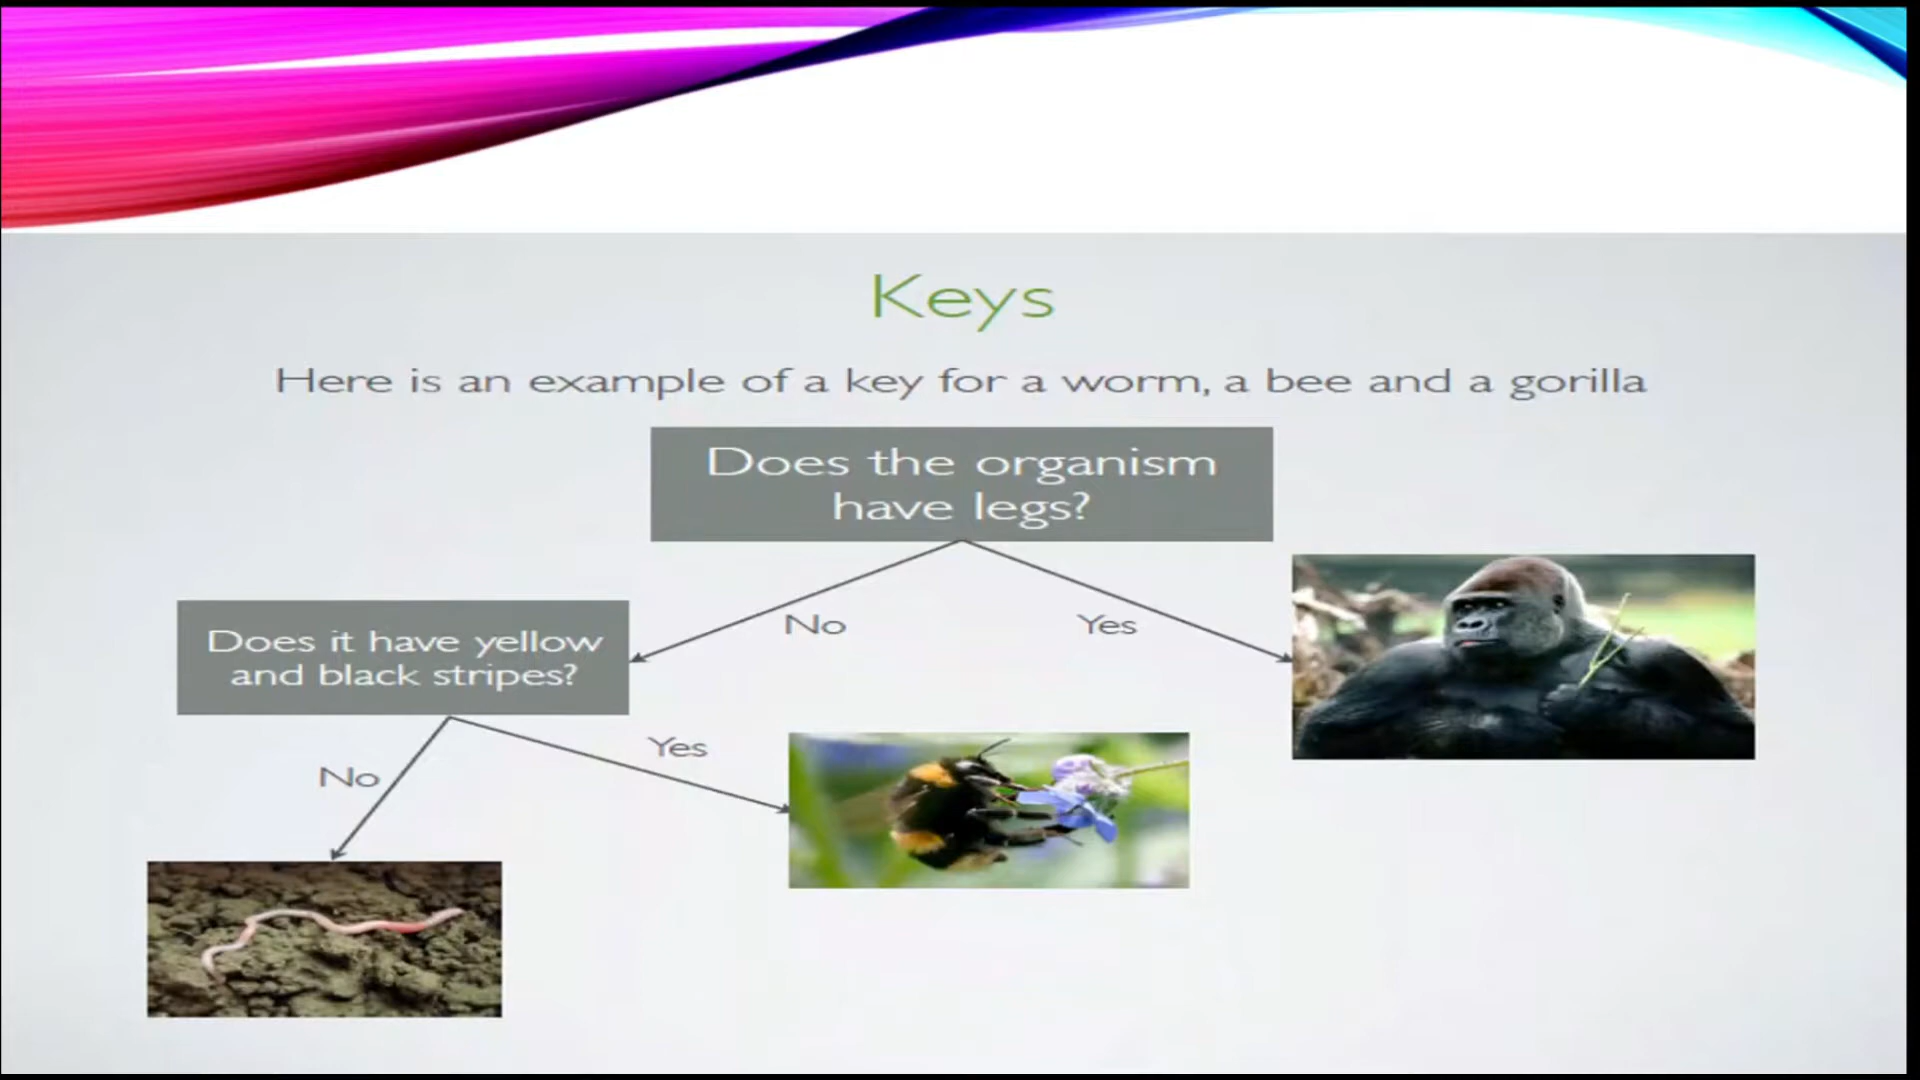 Keys
Here is an example of a key for a worm, a bee and a gorilla
Does the organism
have legs?
No
Yes
Does it have yellow
and black stripes?
Yes
No